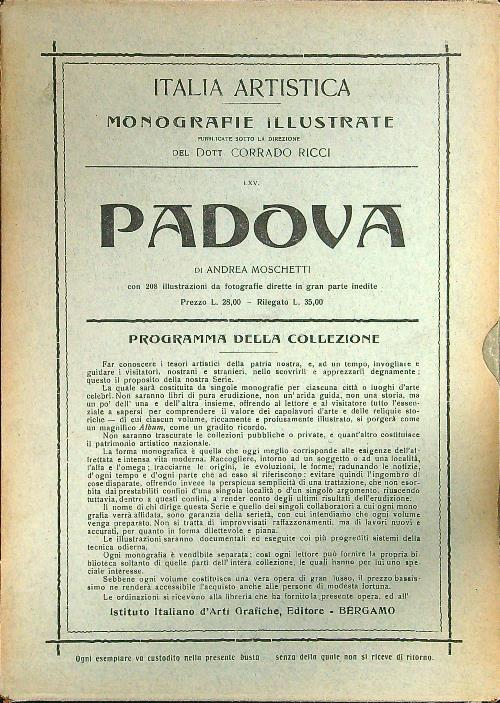 ITALIA ARTISTICA
MONOGRAFIE ILLUSTRATE
PUBBLICATE SOTTO LA DIREZIONE
DEL DOTT CORRADO RICCI
LXV.
PADOVA
DI ANDREA MOSCHETTI
con 208 illustrazioni da fotografie dirette in gran parte inedite
Prezzo L. 28,00 – Rilegato L. 35,00
PROGRAMMA DELLA COLLEZIONE
Far conoscere i tesori artistici della patria nostra, e, ad un tempo, invogliare e
guidare i visitatori, nostrani e stranieri, nello scovrirli e apprezzarli degnamente:
questo il proposito della nostra Serie.
La quale sarà costituita da singole monografie per ciascuna città o luoghi d'arte
celebri. Non saranno libri di pura erudizione, non un'arida guida, non una storia, ma
un po' dell'una e dell'altra insieme, offrendo al lettore e al visitatore tutto l'essen-
ziale a sapersi per comprendere il valore dei capolavori d'arte e delle reliquie sto-
riche — di cui ciascun volume, riccamente e profusamente illustrato, si porgerà come
un magnifico Album, come un gradito ricordo.
Non saranno trascurate le collezioni pubbliche o private, e quant'altro costituisce
il patrimonio artistico nazionale.
La forma monografica è quella che oggi meglio corrisponde alle esigenze dell'af-
frettata e intensa vita moderna. Raccogliere, intorno ad un soggetto o ad una località,
l'alfa e l'omega; tracciarne le origini, le evoluzioni, le forme, radunando le notizie,
d'ogni tempo e d'ogni parte che ad esso si riferiscono: evitare quindi l'ingombro di
cose disparate, offrendo invece la perspicua semplicità di una trattazione, che non esor-
bita dai prestabiliti confini d'una singola località o d'un singolo argomento, riuscendo
tuttavia, dentro a questi confini, a render conto degli ultimi risultati dell'erudizione.
Il nome di chi dirige questa Serie e quello dei singoli collaboratori a cui ogni mono-
grafia verrà affidata, sono garanzia della serietà, con cui intendiamo che ogni volume
venga preparato. Non si tratta di improvvisati raffazzonamenti, ma di lavori nuovi e
accurati, per quanto in forma dilettevole e piana.
Le illustrazioni saranno documentali ed eseguite coi più progrediti sistemi della
tecnica odierna.
Ogni monografia è vendibile separata: così ogni lettore può fornire la propria bi
blioteca soltanto di quelle parti dell'intera collezione, le quali hanno per lui uno spe
ciale interesse.
Sebbene ogni volume costituisca una vera opera di gran lusso, il prezzo bassis-
simo ne renderà accessibile l'acquisto anche alle persone di modesta fortuna.
Le ordinazioni si ricevono alla libreria che ha fornito la presente opera, ed all'
Istituto Italiano d'Arti Grafiche, Editore - BERGAMO
Ogni esemplare va custodito nella presente busta senza della quale non si riceve di ritorno.